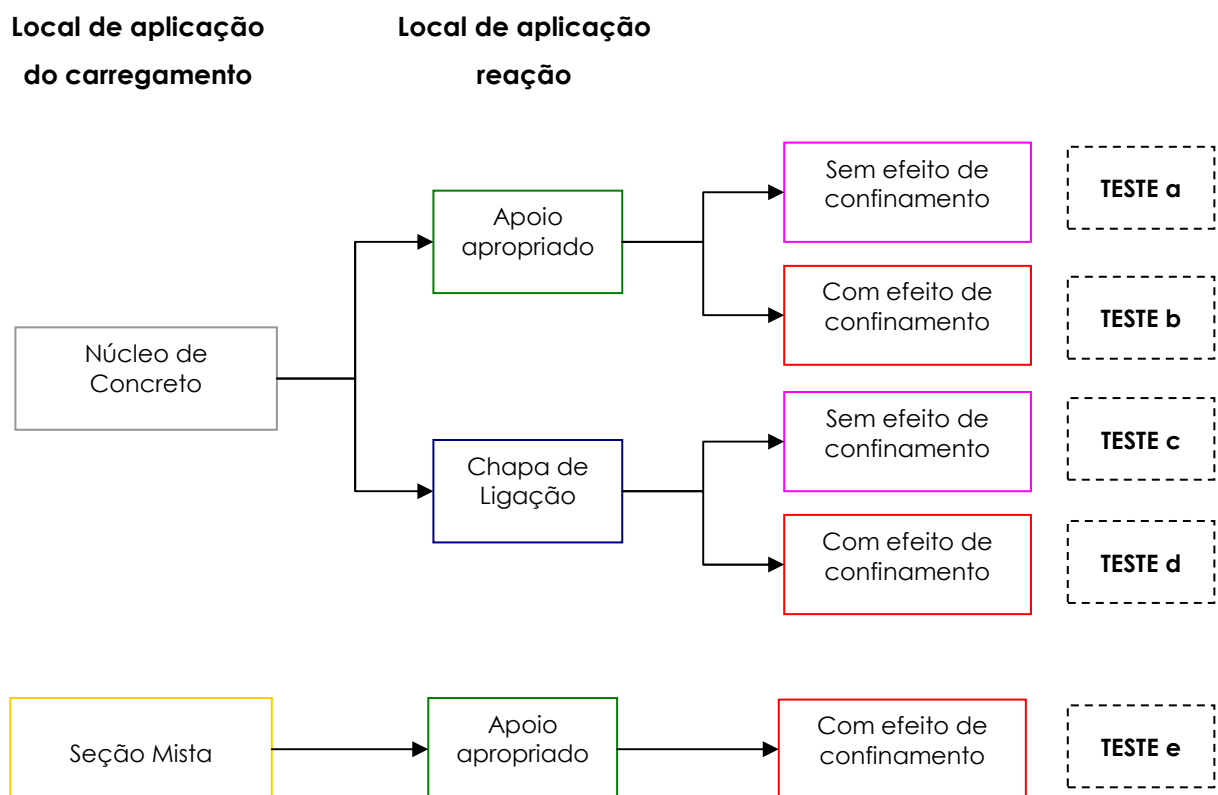 Local de aplicação
do carregamento
Local de aplicação
reação
Sem efeito de
confinamento
TESTE a
Apoio
apropriado
Com efeito de
confinamento
TESTE b
Núcleo de
Concreto
Sem efeito de
confinamento
TESTE c
Chapa de
Ligação
Com efeito de
confinamento
TESTE d
Seção Mista
Apoio
apropriado
Com efeito de
confinamento
TESTE e